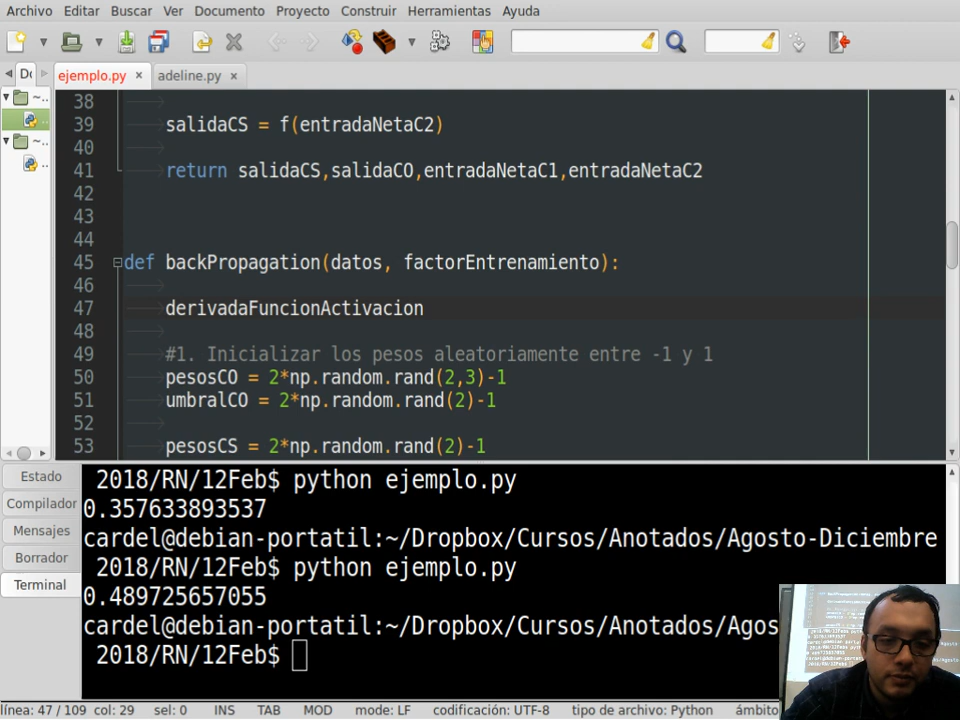 Archivo Editar Buscar Ver Documento Proyecto Construir Herramientas Ayuda
Dc ejemplo.py × adeline.py ×
38
39 salidaCS = f(entradaNetaC2)
40
41 return salidaCS,salidaCO,entradaNetaC1,entradaNetaC2
42
43
44
45 def backPropagation(datos, factorEntrenamiento):
46
47 derivadaFuncionActivacion
48
49 #1. Inicializar los pesos aleatoriamente entre -1 y 1
50 pesosCO = 2*np.random.rand(2,3)-1
51 umbralCO = 2*np.random.rand(2)-1
52
53 pesosCS = 2*np.random.rand(2)-1
Estado
Compilador
Mensajes
Borrador
Terminal
2018/RN/12Feb$ python ejemplo.py
0.357633893537
cardel@debian-portatil:~/Dropbox/Cursos/Anotados/Agosto-Diciembre
2018/RN/12Feb$ python ejemplo.py
0.489725657055
cardel@debian-portatil:~/Dropbox/Cursos/Anotados/Agos
2018/RN/12Feb$
línea: 47 / 109 col: 29 sel: 0 INS TAB MOD mode: LF codificación: UTF-8 tipo de archivo: Python ámbito